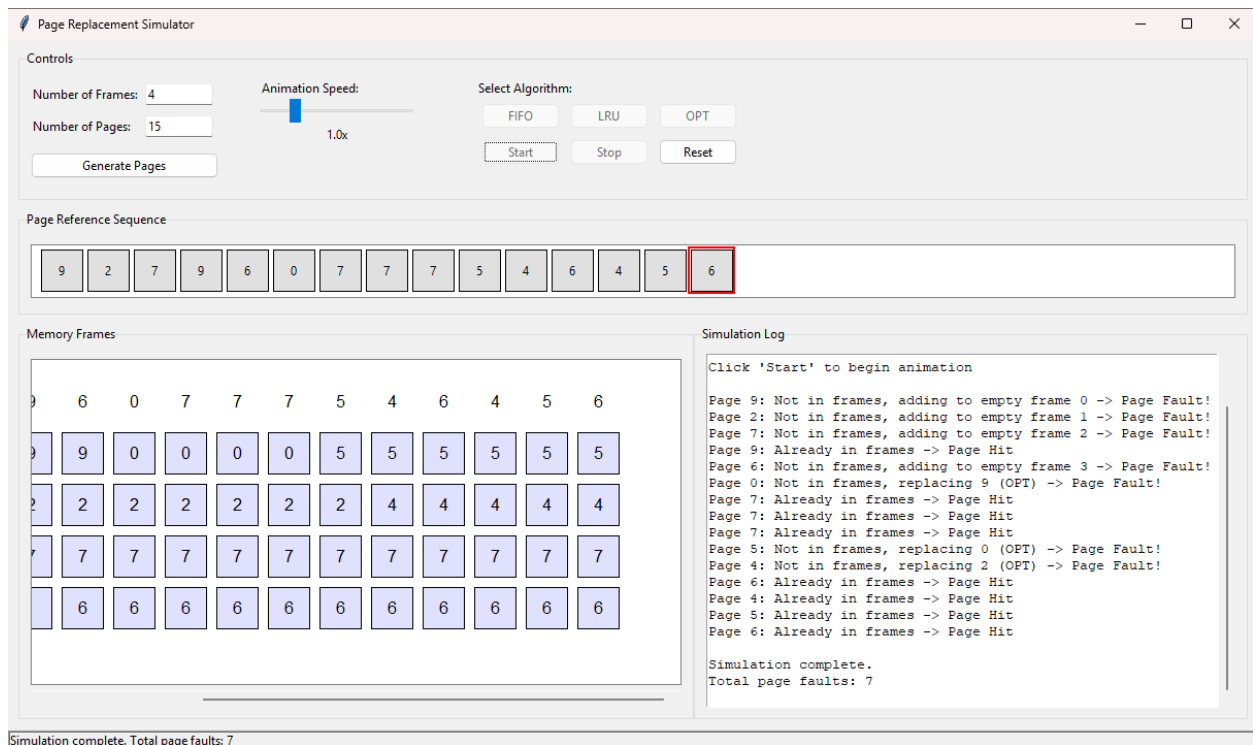 Page Replacement Simulator
Controls
Number of Frames: 4
Number of Pages: 15
Generate Pages
Animation Speed:
1.0x
Select Algorithm:
FIFO LRU OPT
Start Stop Reset
Page Reference Sequence
9 2 7 9 6 0 7 7 7 5 4 6 4 5 6
Memory Frames
9 6 0 7 7 7 5 4 6 4 5 6
9 9 0 0 0 0 5 5 5 5 5 5
2 2 2 2 2 2 2 4 4 4 4 4
7 7 7 7 7 7 7 7 7 7 7 7
6 6 6 6 6 6 6 6 6 6 6
Simulation Log
Click 'Start' to begin animation
Page 9: Not in frames, adding to empty frame 0 -> Page Fault!
Page 2: Not in frames, adding to empty frame 1 -> Page Fault!
Page 7: Not in frames, adding to empty frame 2 -> Page Fault!
Page 9: Already in frames -> Page Hit
Page 6: Not in frames, adding to empty frame 3 -> Page Fault!
Page 0: Not in frames, replacing 9 (OPT) -> Page Fault!
Page 7: Already in frames -> Page Hit
Page 7: Already in frames -> Page Hit
Page 7: Already in frames -> Page Hit
Page 5: Not in frames, replacing 0 (OPT) -> Page Fault!
Page 4: Not in frames, replacing 2 (OPT) -> Page Fault!
Page 6: Already in frames -> Page Hit
Page 4: Already in frames -> Page Hit
Page 5: Already in frames -> Page Hit
Page 6: Already in frames -> Page Hit
Simulation complete.
Total page faults: 7
Simulation complete. Total page faults: 7